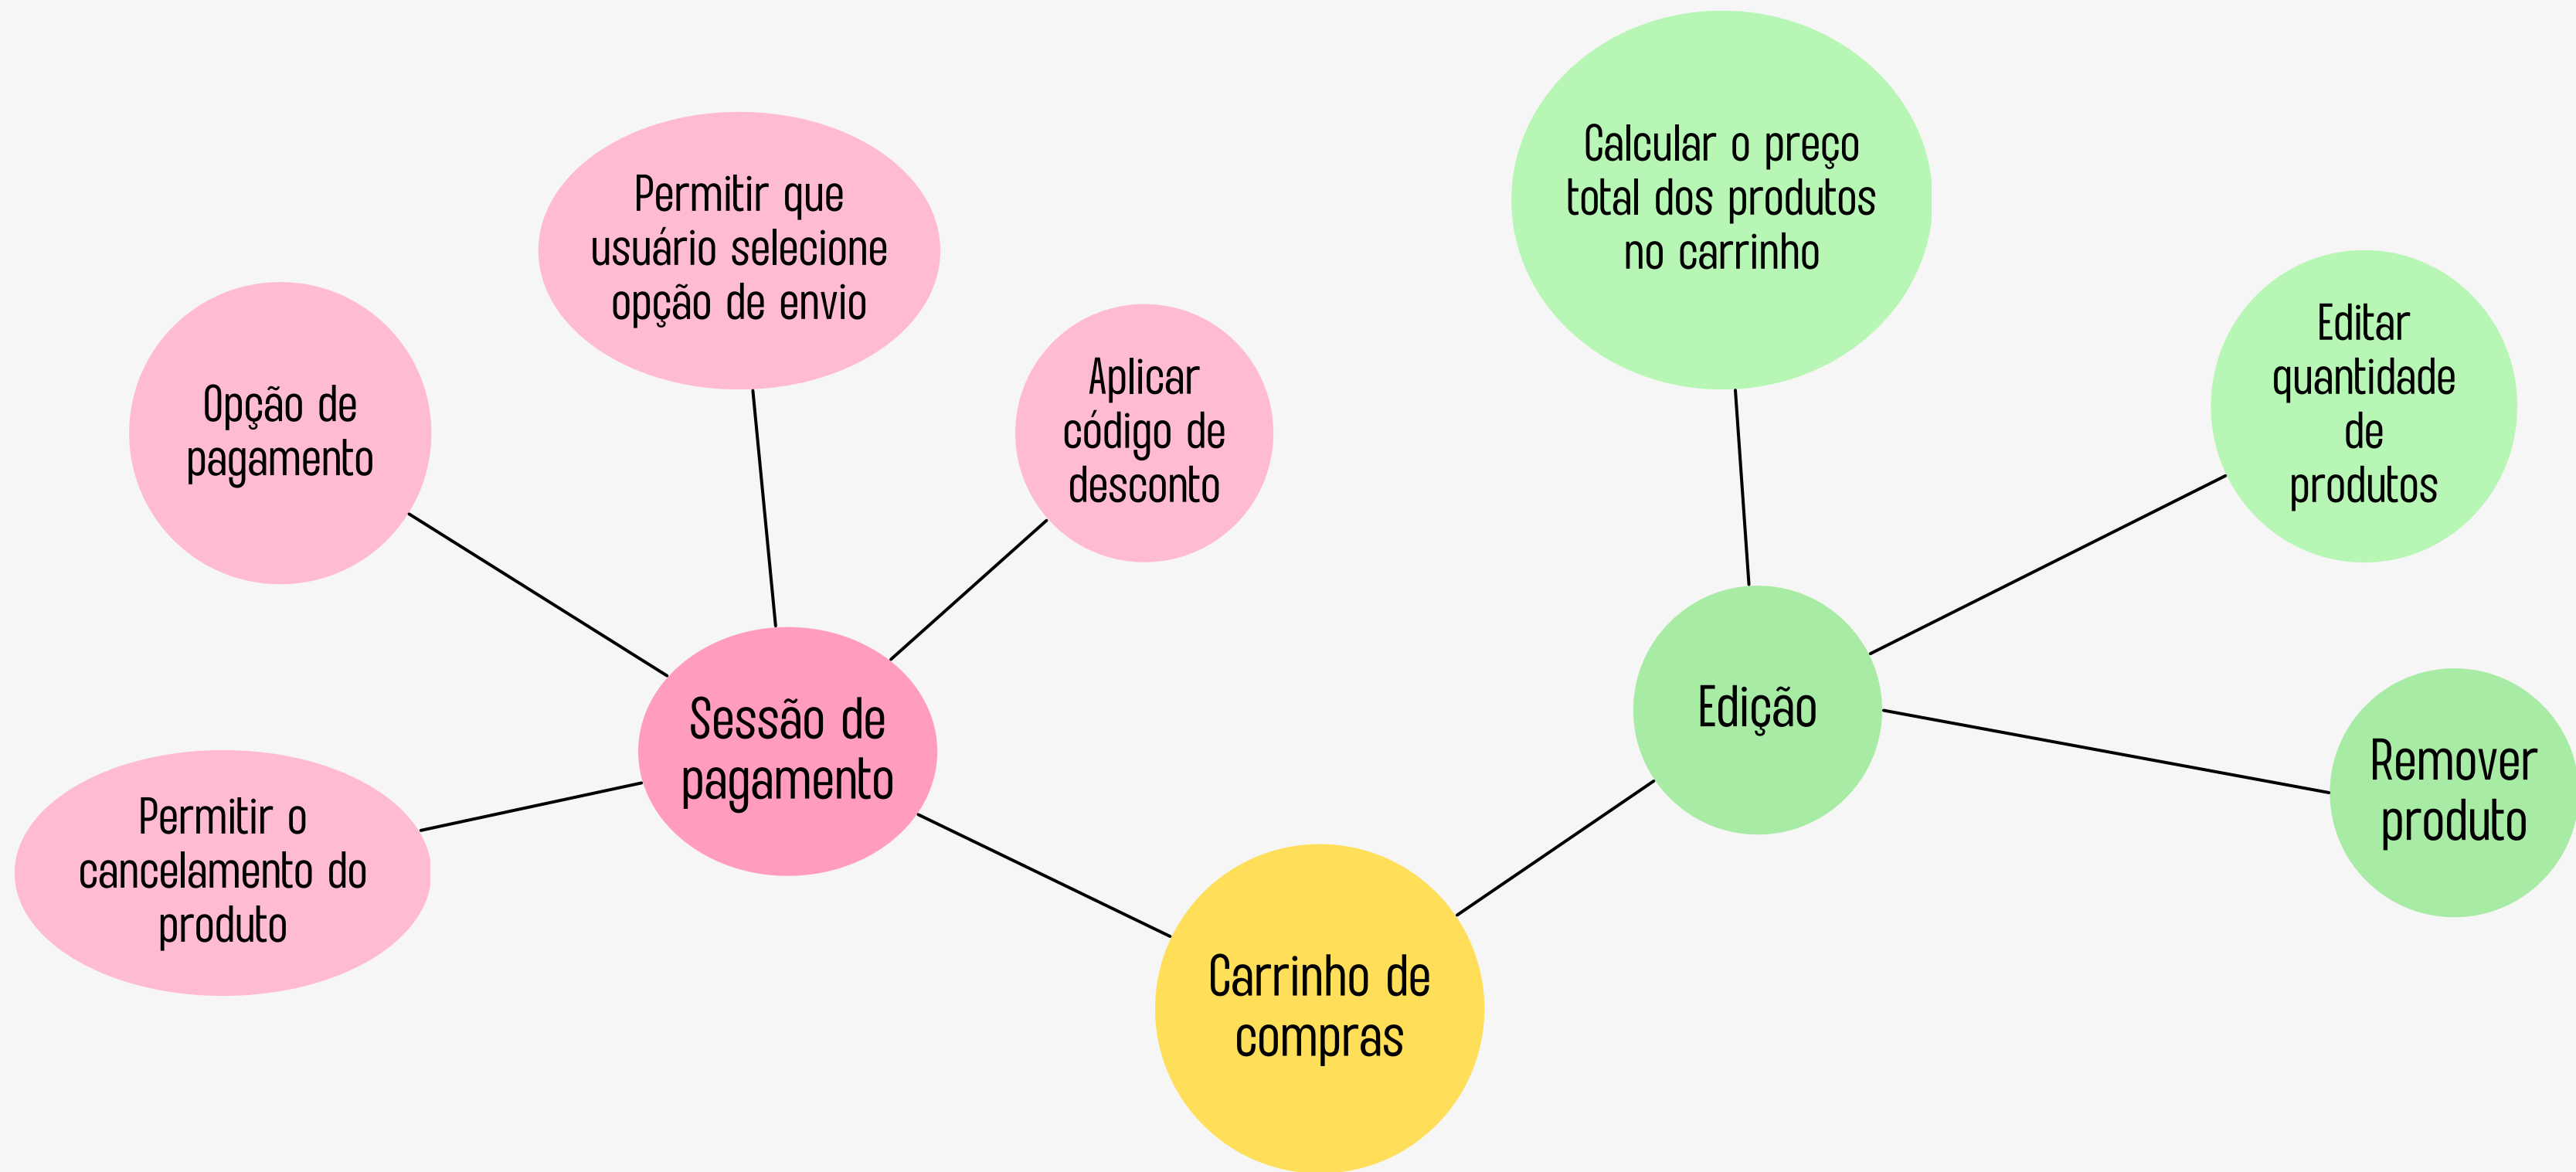 Permitir que
usuário selecione
opção de envio
Opção de
pagamento
Aplicar
código de
desconto
Sessão de
pagamento
Permitir o
cancelamento do
produto
Carrinho de
compras
Calcular o preço
total dos produtos
no carrinho
Editar
quantidade
de
produtos
Edição
Remover
produto